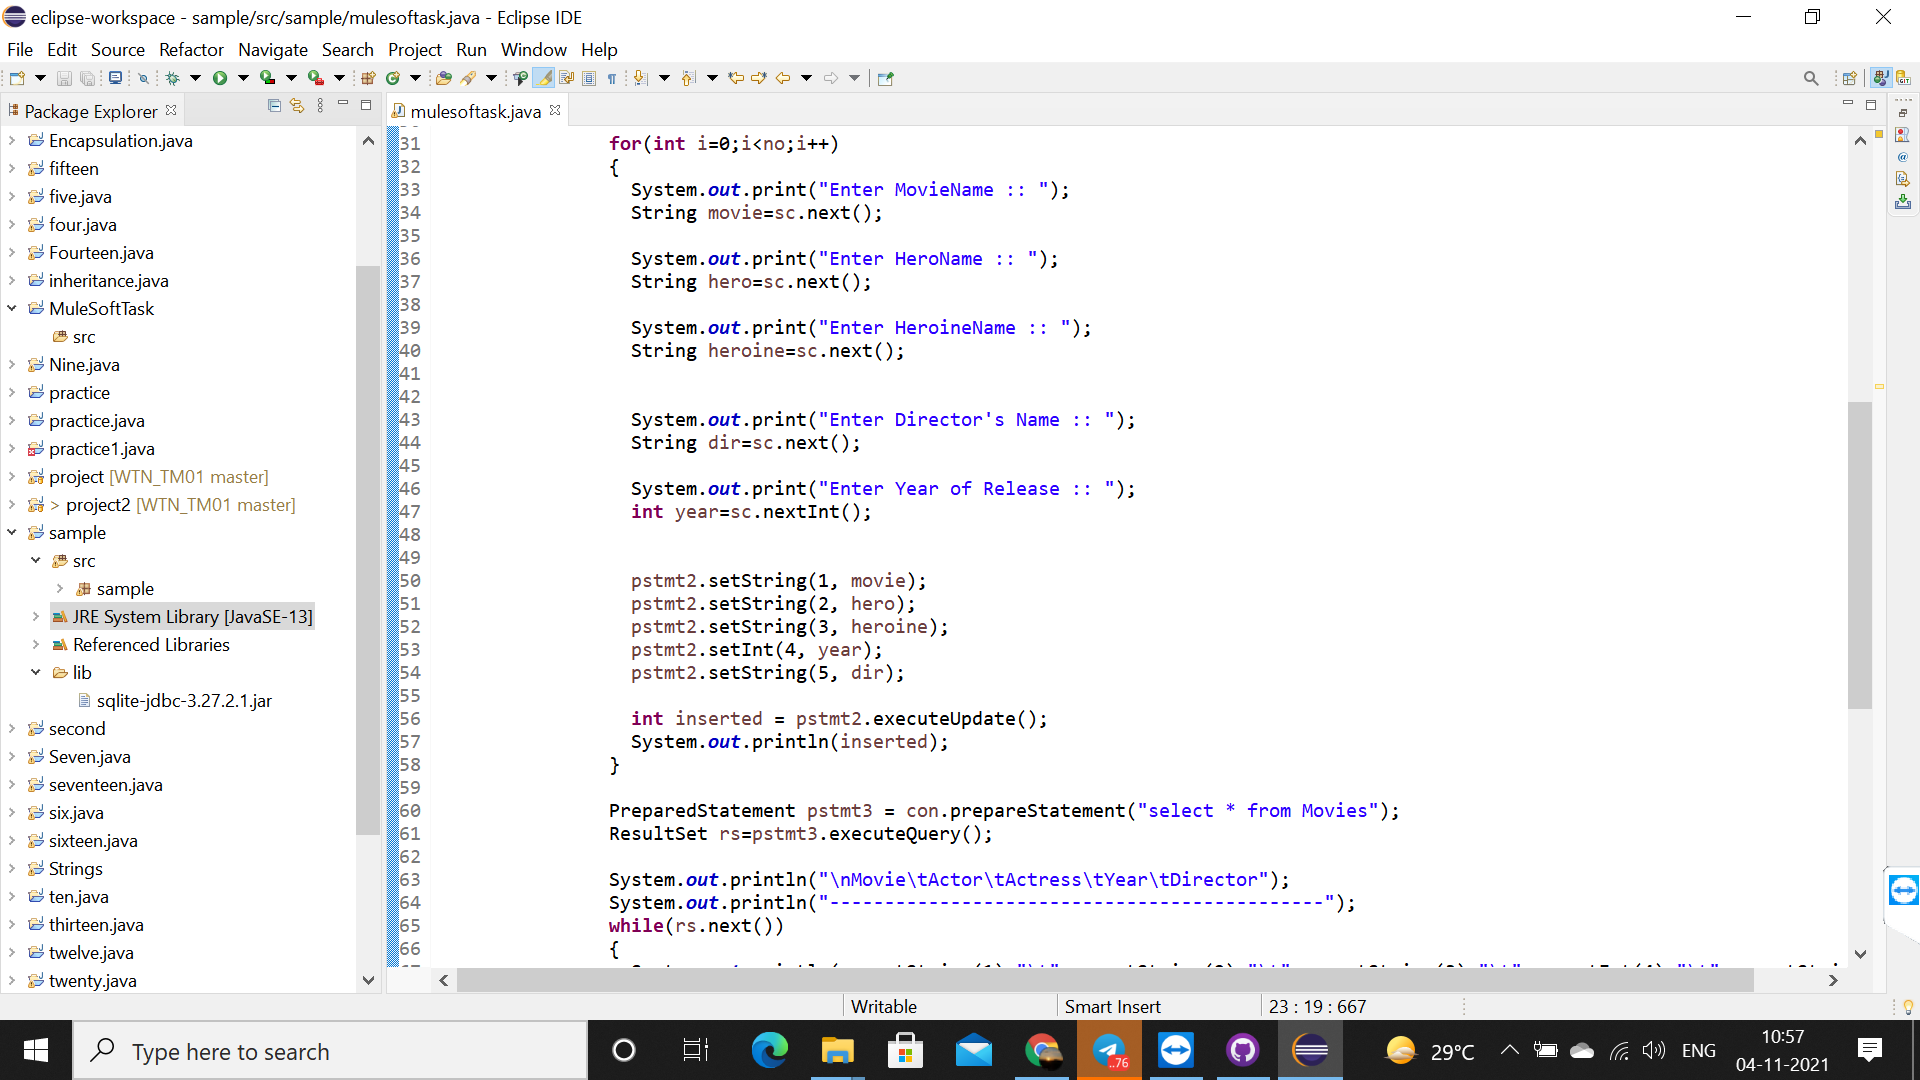 eclipse-workspace - sample/src/sample/mulesoftask.java - Eclipse IDE
File Edit Source Refactor Navigate Search Project Run Window Help
Package Explorer
mulesoftask.java
Encapsulation.java
fifteen
five.java
four.java
Fourteen.java
inheritance.java
MuleSoftTask
src
Nine.java
practice
practice.java
practice1.java
project [WTN_TM01 master]
> project2 [WTN_TM01 master]
sample
src
sample
JRE System Library [JavaSE-13]
Referenced Libraries
lib
sqlite-jdbc-3.27.2.1.jar
second
Seven.java
seventeen.java
six.java
sixteen.java
Strings
ten.java
thirteen.java
twelve.java
twenty.java
31 for(int i=0;i<no;i++)
32 {
33 System.out.print("Enter MovieName :: ");
34 String movie=sc.next();
35
36 System.out.print("Enter HeroName :: ");
37 String hero=sc.next();
38
39 System.out.print("Enter HeroineName :: ");
40 String heroine=sc.next();
41
42
43 System.out.print("Enter Director's Name :: ");
44 String dir=sc.next();
45
46 System.out.print("Enter Year of Release :: ");
47 int year=sc.nextInt();
48
49
50 pstmt2.setString(1, movie);
51 pstmt2.setString(2, hero);
52 pstmt2.setString(3, heroine);
53 pstmt2.setInt(4, year);
54 pstmt2.setString(5, dir);
55
56 int inserted = pstmt2.executeUpdate();
57 System.out.println(inserted);
58 }
59
60 PreparedStatement pstmt3 = con.prepareStatement("select * from Movies");
61 ResultSet rs=pstmt3.executeQuery();
62
63 System.out.println("\nMovie\tActor\tActress\tYear\tDirector");
64 System.out.println("---------------------------------------------");
65 while(rs.next())
66 {
Writable
Smart Insert
23 : 19 : 667
Type here to search
..76
29°C
ENG
10:57
04-11-2021